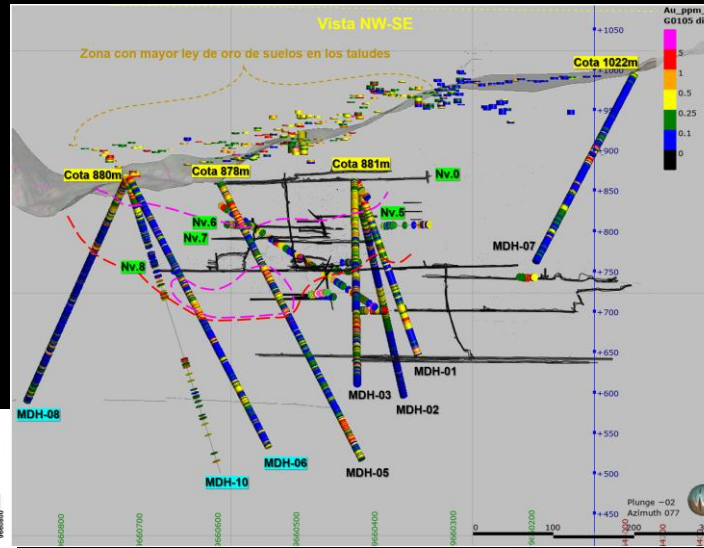 Vista NW-SE
Au_ppm_
G0105 di
Zona con mayor ley de oro de suelos en los taludes
Cota 1022m
+1050
5
1
0.5
0.25
0.1
0
+900
+850
+800
+750
+700
+650
+600
+550
+500
+450
Cota 880m
Cota 878m
Cota 881m
Nv.0
Nv.6
Nv.5
Nv.7
Nv.8
MDH-07
MDH-01
MDH-03
MDH-02
MDH-08
MDH-06
MDH-05
MDH-10
Plunge −02
Azimuth 077
0
100
200
9660800
9660700
9660600
9660500
9660400
9660300